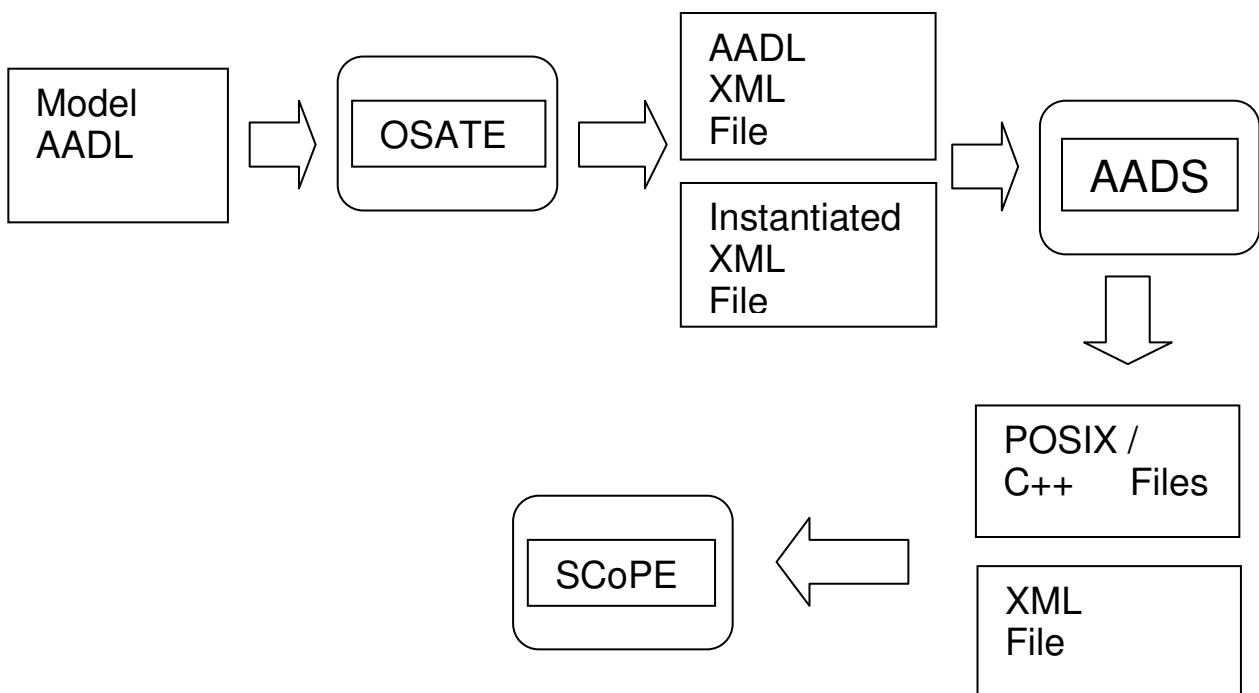 Model
AADL
OSATE
AADL
XML
File
Instantiated
XML
File
AADS
POSIX /
C++ Files
XML
File
SCoPE